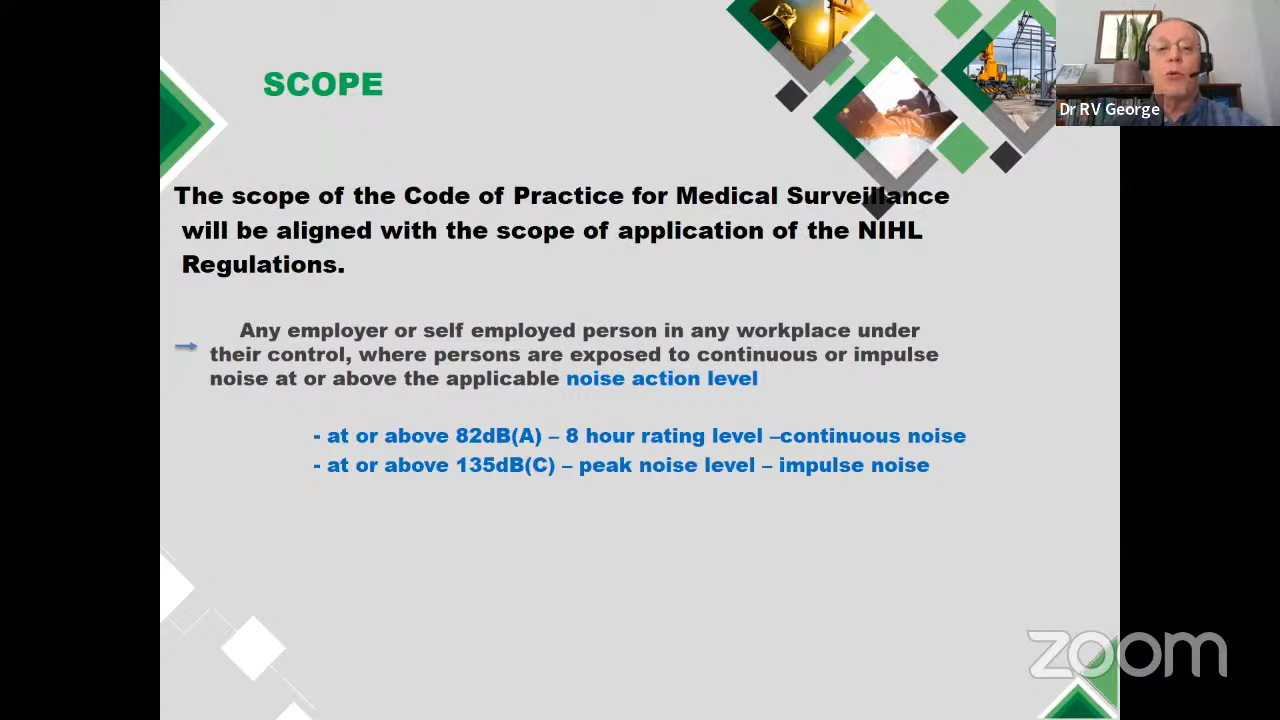 SCOPE
Dr RV George
The scope of the Code of Practice for Medical Surveillance
will be aligned with the scope of application of the NIHL
Regulations.
Any employer or self employed person in any workplace under
their control, where persons are exposed to continuous or impulse
noise at or above the applicable noise action level
- at or above 82dB(A) – 8 hour rating level –continuous noise
- at or above 135dB(C) – peak noise level – impulse noise
zoom